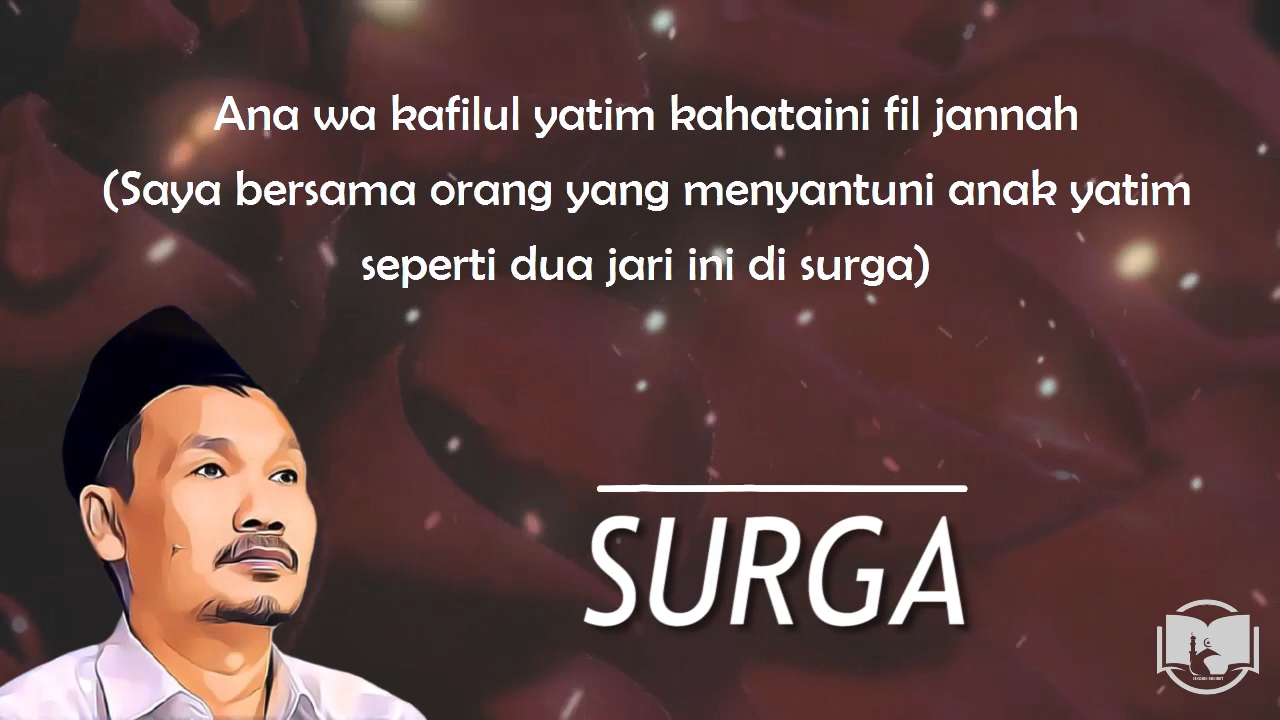 Ana wa kafilul yatim kahataini fil jannah
(Saya bersama orang yang menyantuni anak yatim
seperti dua jari ini di surga)
SURGA